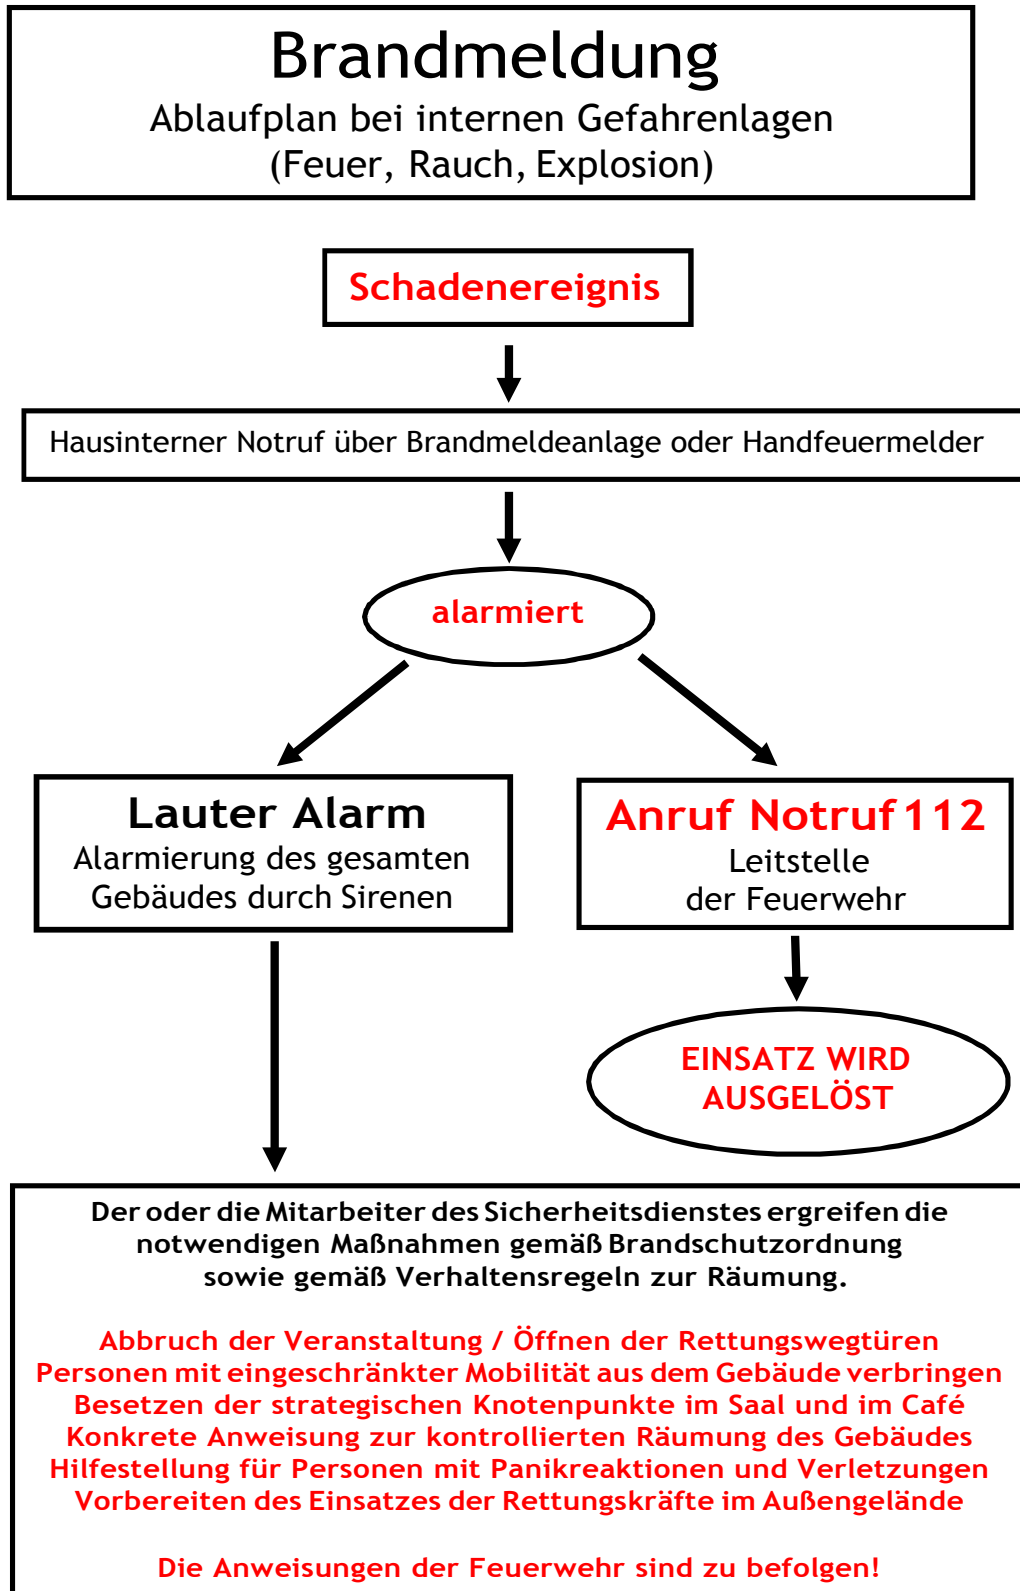 Brandmeldung
Ablaufplan bei internen Gefahrenlagen
(Feuer, Rauch, Explosion)
Schadenereignis
Hausinterner Notruf über Brandmeldeanlage oder Handfeuermelder
alarmiert
Lauter Alarm
Alarmierung des gesamten
Gebäudes durch Sirenen
Anruf Notruf 112
Leitstelle
der Feuerwehr
EINSATZ WIRD
AUSGELÖST
Der oder die Mitarbeiter des Sicherheitsdienstes ergreifen die
notwendigen Maßnahmen gemäß Brandschutzordnung
sowie gemäß Verhaltensregeln zur Räumung.
Abbruch der Veranstaltung / Öffnen der Rettungswegtüren
Personen mit eingeschränkter Mobilität aus dem Gebäude verbringen
Besetzen der strategischen Knotenpunkte im Saal und im Café
Konkrete Anweisung zur kontrollierten Räumung des Gebäudes
Hilfestellung für Personen mit Panikreaktionen und Verletzungen
Vorbereiten des Einsatzes der Rettungskräfte im Außengelände
Die Anweisungen der Feuerwehr sind zu befolgen!